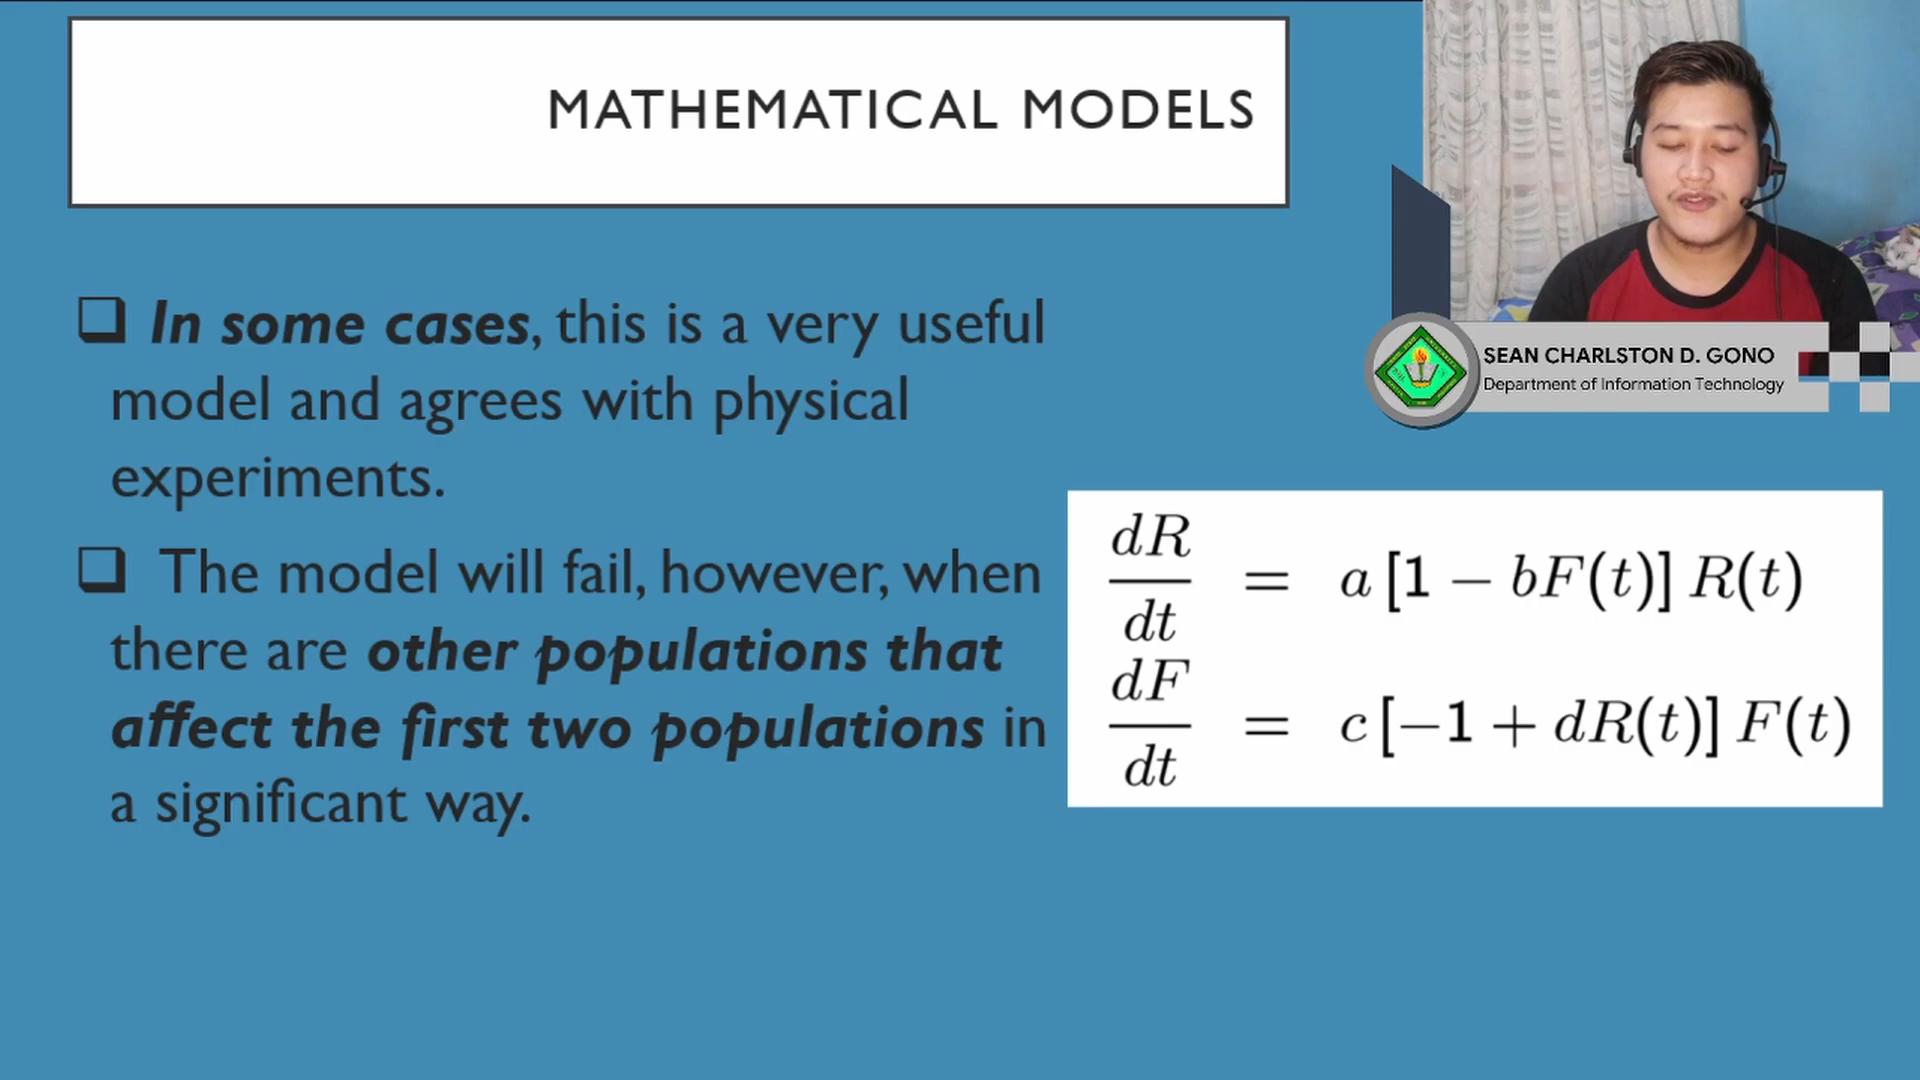 MATHEMATICAL MODELS
In some cases, this is a very useful
model and agrees with physical
experiments.
The model will fail, however, when
there are other populations that
affect the first two populations in
a significant way.
SEAN CHARLSTON D. GONO
Department of Information Technology
dR/dt = a [1 − bF(t)] R(t)
dF/dt = c [−1 + dR(t)] F(t)